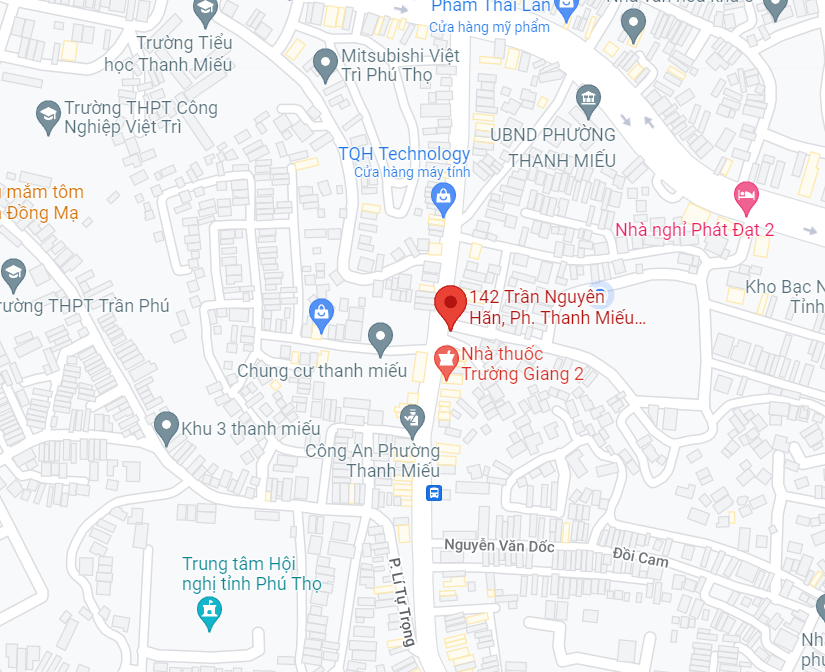 Phấm Thái Lan
Cửa hàng mỹ phẩm
Trường Tiểu
học Thanh Miếu
Mitsubishi Việt
Trì Phú Thọ
Trường THPT Công
Nghiệp Việt Trì
UBND PHƯỜNG
THANH MIẾU
TQH Technology
Cửa hàng máy tính
mắm tôm
Đồng Mạ
Nhà nghỉ Phát Đạt 2
rường THPT Trần Phú
Kho Bạc N
Tỉnh
142 Trần Nguyên
Hãn, Ph. Thanh Miếu...
Nhà thuốc
Trường Giang 2
Chung cư thanh miếu
Khu 3 thanh miếu
Công An Phường
Thanh Miếu
Nguyễn Văn Dốc
Đồi Cam
P. Lí Tự Trọng
Trung tâm Hội
nghị tỉnh Phú Thọ
Nh
phụ